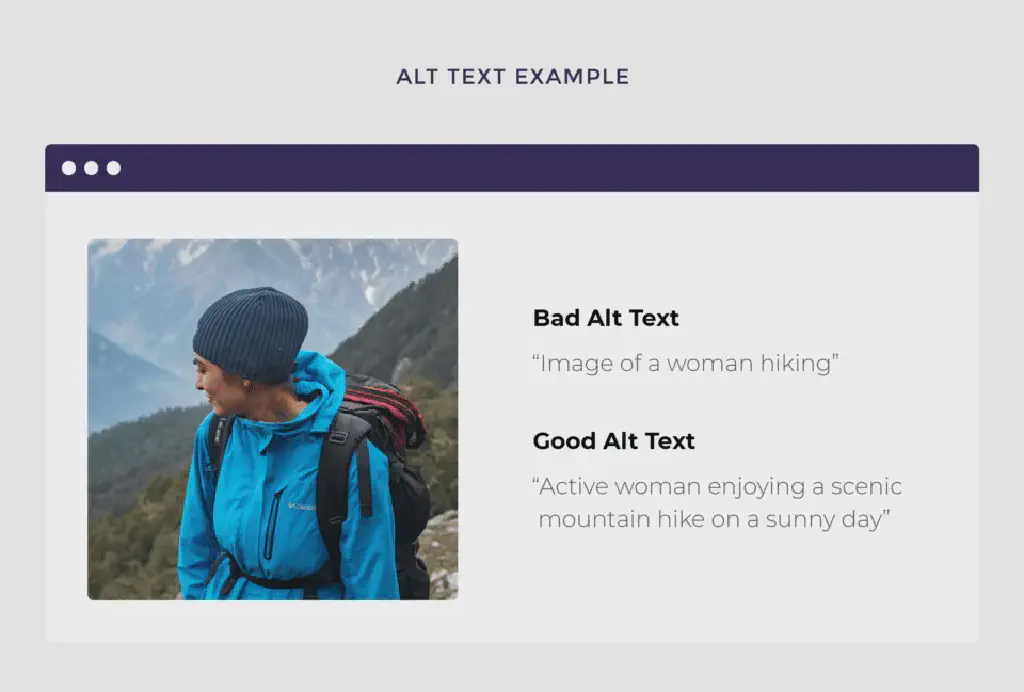 ALT TEXT EXAMPLE
Bad Alt Text
“Image of a woman hiking”
Good Alt Text
“Active woman enjoying a scenic
mountain hike on a sunny day”